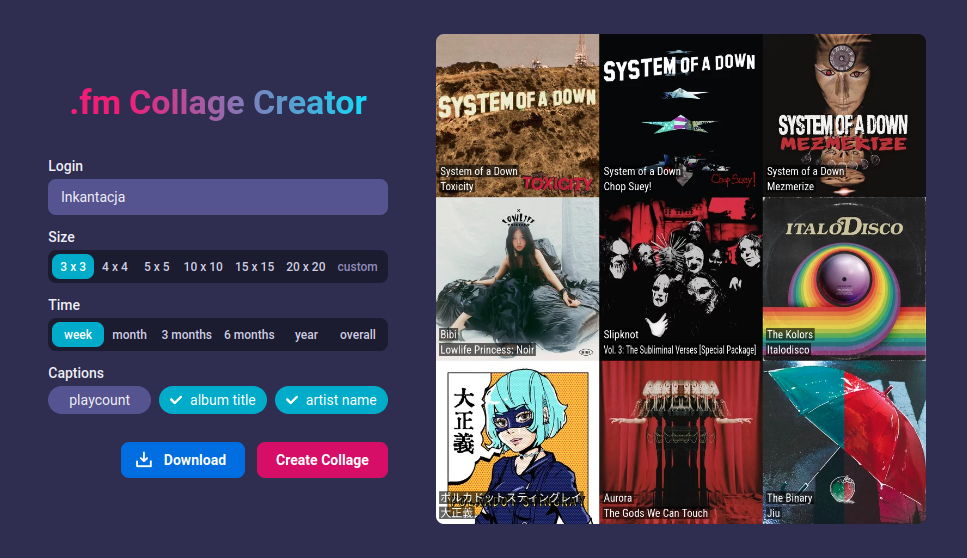 .fm Collage Creator
Login
Inkantacja
Size
3 x 3 4 x 4 5 x 5 10 x 10 15 x 15 20 x 20 custom
Time
week month 3 months 6 months year overall
Captions
playcount album title artist name
Download Create Collage
SYSTEM OF A DOWN
System of a Down
Toxicity
TOXICITY
SYSTEM OF A DOWN
System of a Down
Chop Suey!
Chop Suey!
SYSTEM OF A DOWN
MEZMERIZE
System of a Down
Mezmerize
LOWLIFE
Bibi
Lowlife Princess: Noir
Slipknot
Vol. 3: The Subliminal Verses [Special Package]
ITALODISCO
The Kolors
Italodisco
大正義
ポルカドットスティングレイ
大正義
Aurora
The Gods We Can Touch
The Binary
Jiu